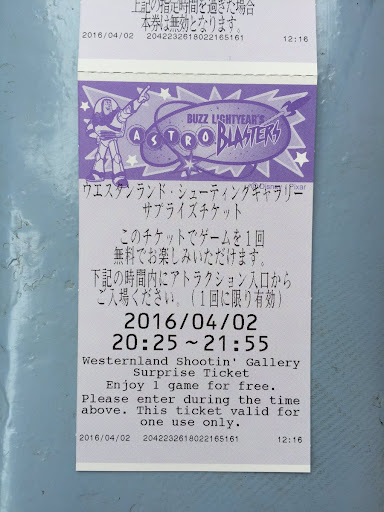 上記の指定時間を過ぎた場合
本券は無効となります。
2016/04/02 2042232618022165161 12:16
BUZZ LIGHTYEAR'S
ASTRO BLASTERS
Disney / Pixar
ウエスタンランド・シューティングギャラリー
サプライズチケット
このチケットでゲームを1回
無料でお楽しみいただけます。
下記の時間内にアトラクション入口から
ご入場ください。(1回に限り有効)
2016/04/02
20:25～21:55
Westernland Shootin' Gallery
Surprise Ticket
Enjoy 1 game for free.
Please enter during the time
above. This ticket valid for
one use only.
2016/04/02 2042232618022165161 12:16